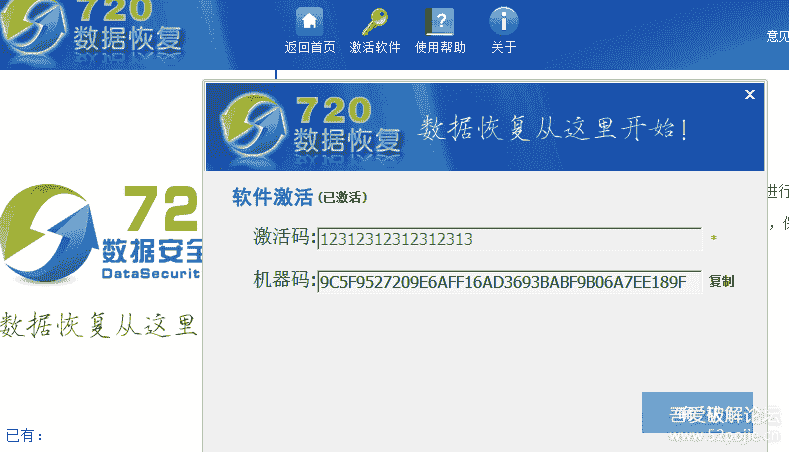 720
数据恢复
返回首页 激活软件 使用帮助 关于
意见
720
数据恢复
数据恢复从这里开始!
软件激活 (已激活)
激活码: 12312312312312313 *
机器码: 9C5F9527209E6AFF16AD3693BABF9B06A7EE189F 复制
72
数据安全
DataSecurit
数据恢复从这里
进行
，保
已有：
吾爱破解论坛
www.52pojie.cn